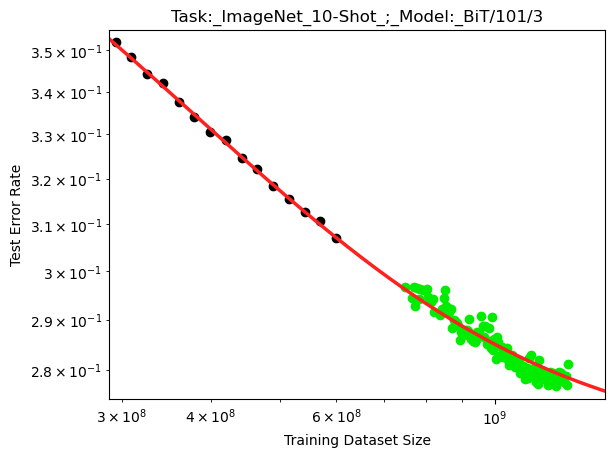 Task:_ImageNet_10-Shot_;_Model:_BiT/101/3
Test Error Rate
3.5 × 10⁻¹
3.4 × 10⁻¹
3.3 × 10⁻¹
3.2 × 10⁻¹
3.1 × 10⁻¹
3 × 10⁻¹
2.9 × 10⁻¹
2.8 × 10⁻¹
3 × 10⁸ 4 × 10⁸ 6 × 10⁸ 10⁹
Training Dataset Size